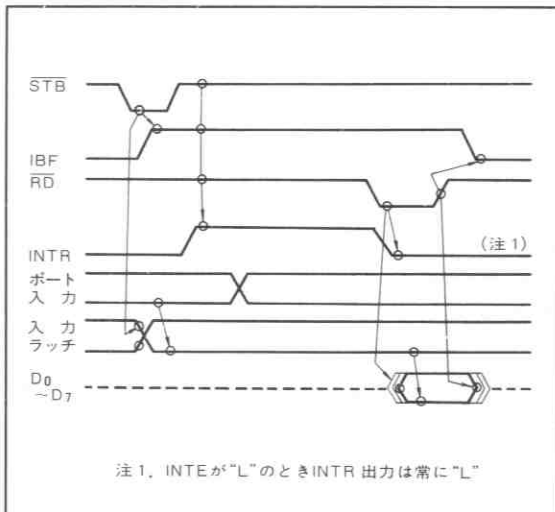 STB
IBF
RD
INTR
(注1)
ポート
入力
入力
ラッチ
D0
~D7
注1. INTEが“L”のときINTR出力は常に“L”